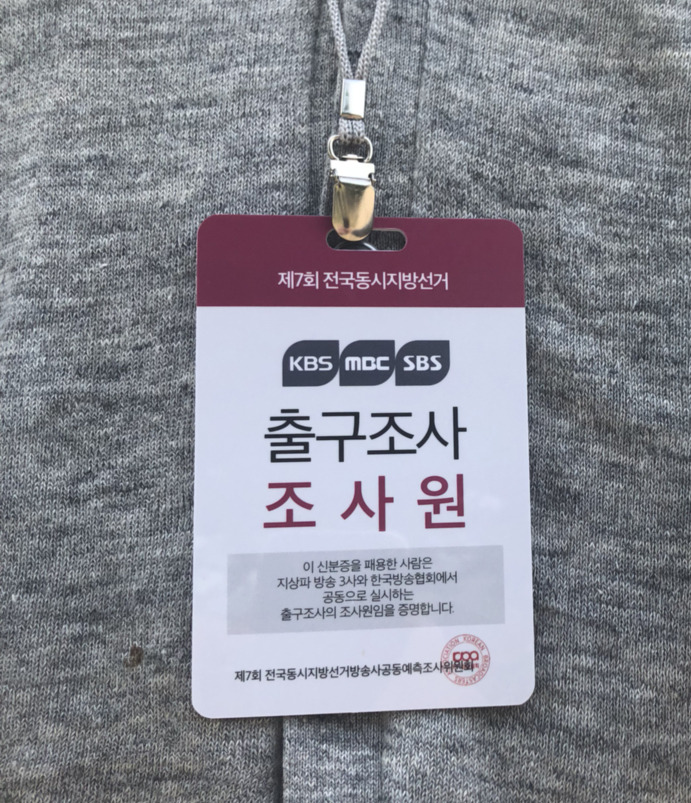 제7회 전국동시지방선거
KBS MBC SBS
출구조사
조사원
이 신분증을 패용한 사람은
지상파 방송 3사와 한국방송협회에서
공동으로 실시하는
출구조사의 조사원임을 증명합니다.
제7회 전국동시지방선거방송사공동예측조사위원회
KOREAN BROADCASTERS